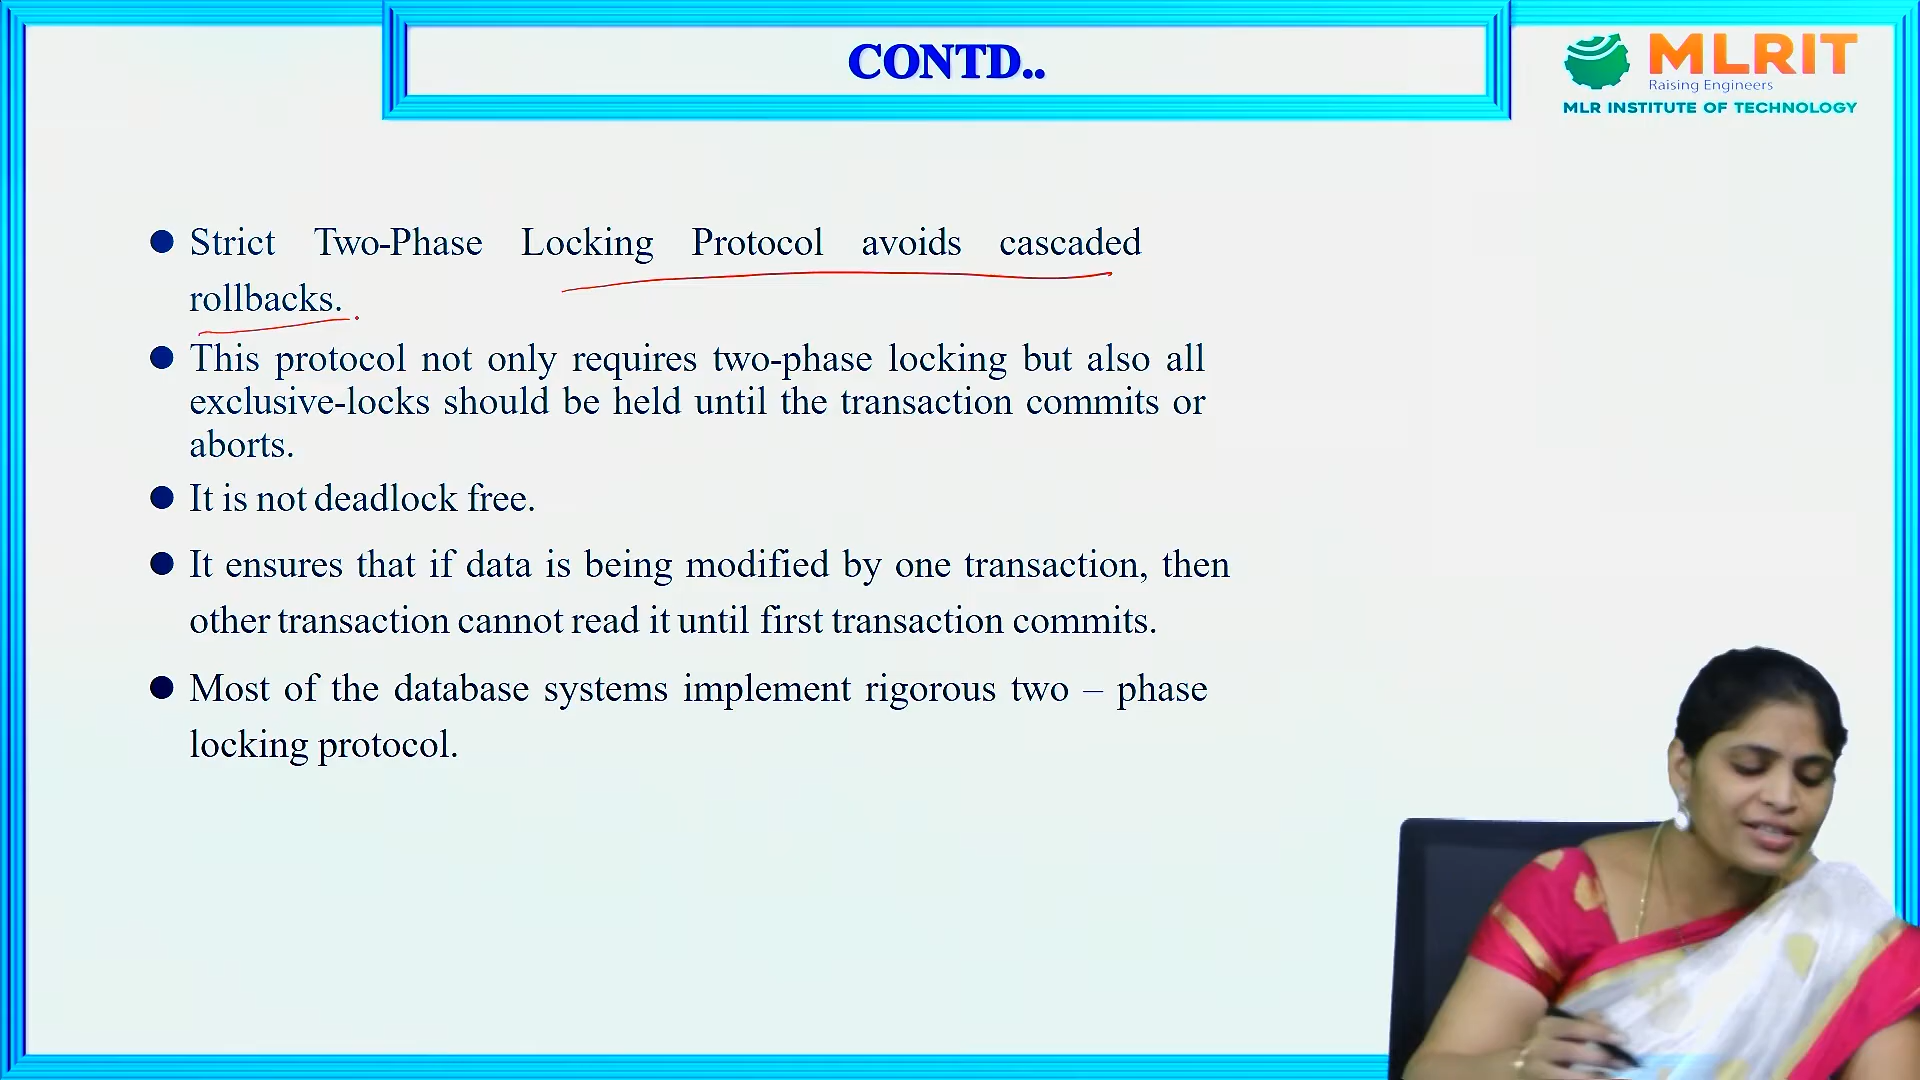 CONTD..
MLRIT
Raising Engineers
MLR INSTITUTE OF TECHNOLOGY
Strict Two-Phase Locking Protocol avoids cascaded
rollbacks.
This protocol not only requires two-phase locking but also all
exclusive-locks should be held until the transaction commits or
aborts.
It is not deadlock free.
It ensures that if data is being modified by one transaction, then
other transaction cannot read it until first transaction commits.
Most of the database systems implement rigorous two – phase
locking protocol.